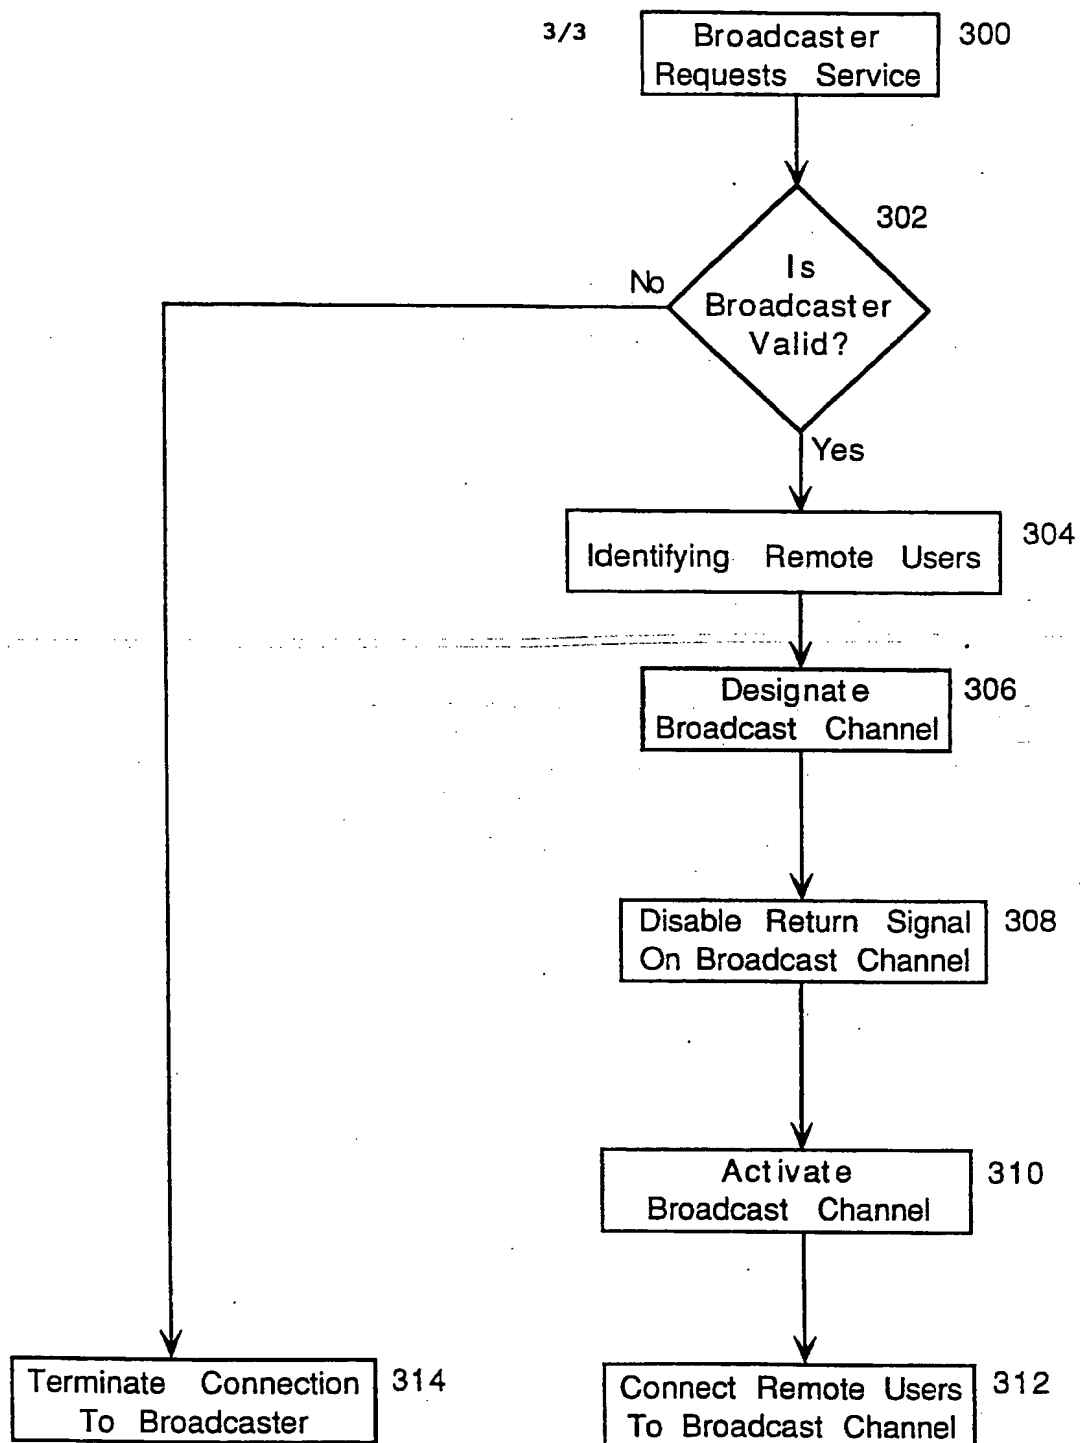 3/3
Broadcaster
Requests Service
300
302
Is
Broadcaster
Valid?
No
Yes
Identifying Remote Users
304
Designate
Broadcast Channel
306
Disable Return Signal
On Broadcast Channel
308
Activate
Broadcast Channel
310
Terminate Connection
To Broadcaster
314
Connect Remote Users
To Broadcast Channel
312